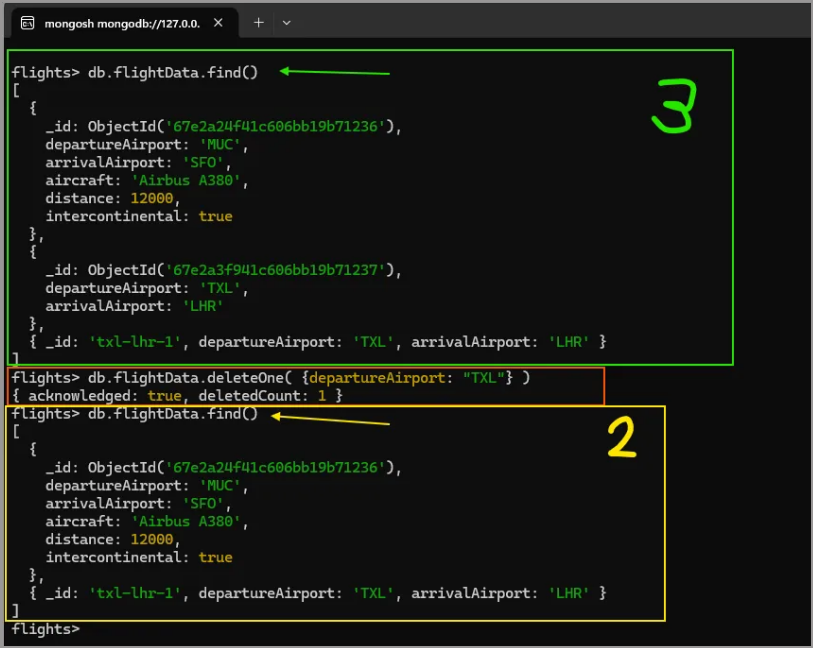 mongosh mongodb://127.0.0.
flights> db.flightData.find()
3
[
  {
    _id: ObjectId('67e2a24f41c606bb19b71236'),
    departureAirport: 'MUC',
    arrivalAirport: 'SFO',
    aircraft: 'Airbus A380',
    distance: 12000,
    intercontinental: true
  },
  {
    _id: ObjectId('67e2a3f941c606bb19b71237'),
    departureAirport: 'TXL',
    arrivalAirport: 'LHR'
  },
  { _id: 'txl-lhr-1', departureAirport: 'TXL', arrivalAirport: 'LHR' }
]
flights> db.flightData.deleteOne( {departureAirport: "TXL"} )
{ acknowledged: true, deletedCount: 1 }
flights> db.flightData.find()
2
[
  {
    _id: ObjectId('67e2a24f41c606bb19b71236'),
    departureAirport: 'MUC',
    arrivalAirport: 'SFO',
    aircraft: 'Airbus A380',
    distance: 12000,
    intercontinental: true
  },
  { _id: 'txl-lhr-1', departureAirport: 'TXL', arrivalAirport: 'LHR' }
]
flights>